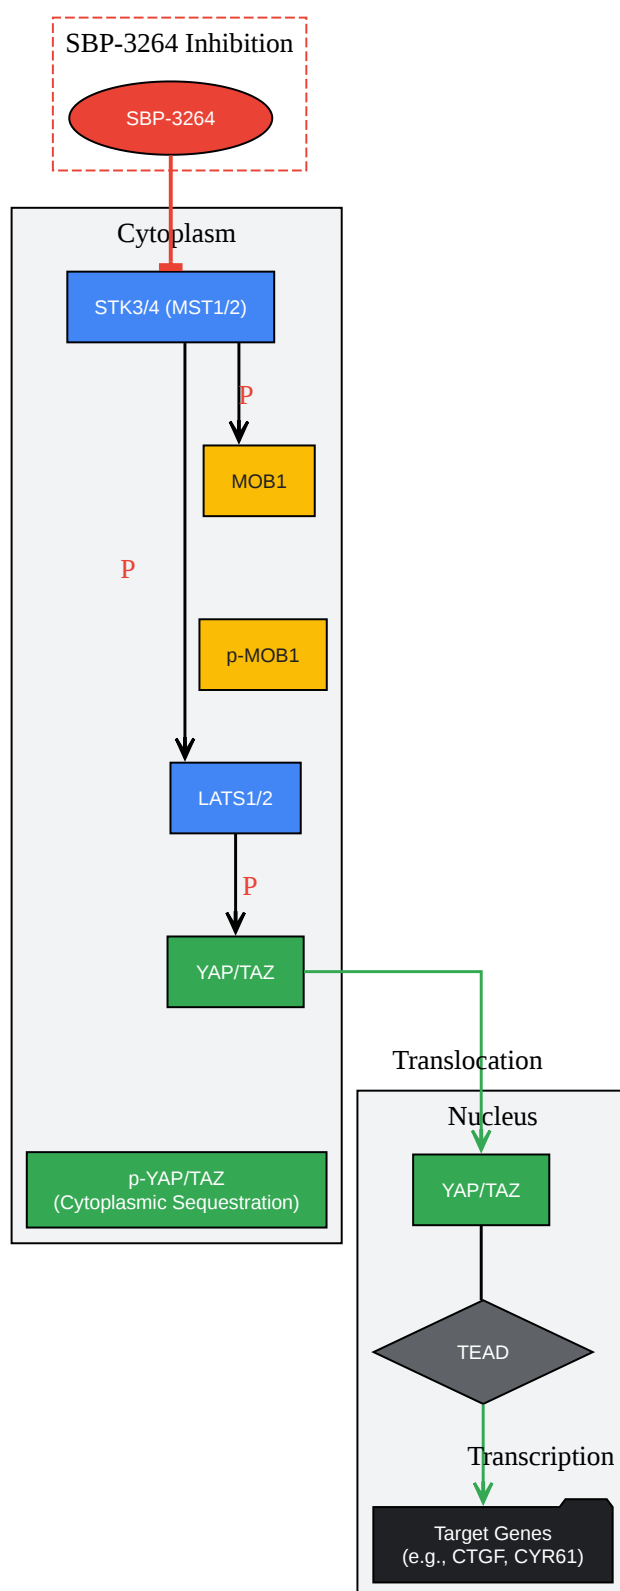 SBP-3264 Inhibition
SBP-3264
Cytoplasm
STK3/4 (MST1/2)
P
MOB1
P
p-MOB1
LATS1/2
P
YAP/TAZ
Translocation
Nucleus
p-YAP/TAZ
(Cytoplasmic Sequestration)
YAP/TAZ
TEAD
Transcription
Target Genes
(e.g., CTGF, CYR61)